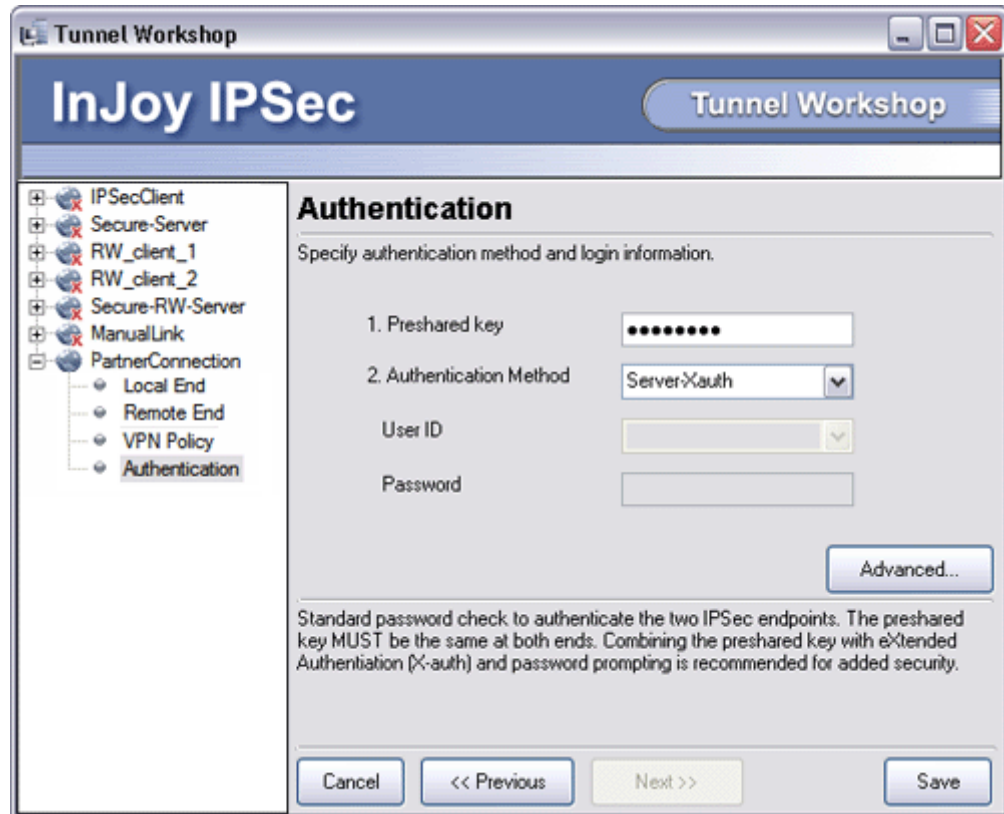 Tunnel Workshop
InJoy IPSec
Tunnel Workshop
IPSecClient
Secure-Server
RW_client_1
RW_client_2
Secure-RW-Server
ManualLink
PartnerConnection
Local End
Remote End
VPN Policy
Authentication
Authentication
Specify authentication method and login information.
1. Preshared key
••••••••
2. Authentication Method
Server-Xauth
User ID
Password
Advanced...
Standard password check to authenticate the two IPSec endpoints. The preshared
key MUST be the same at both ends. Combining the preshared key with eXtended
Authentiation (X-auth) and password prompting is recommended for added security.
Cancel
<< Previous
Next >>
Save